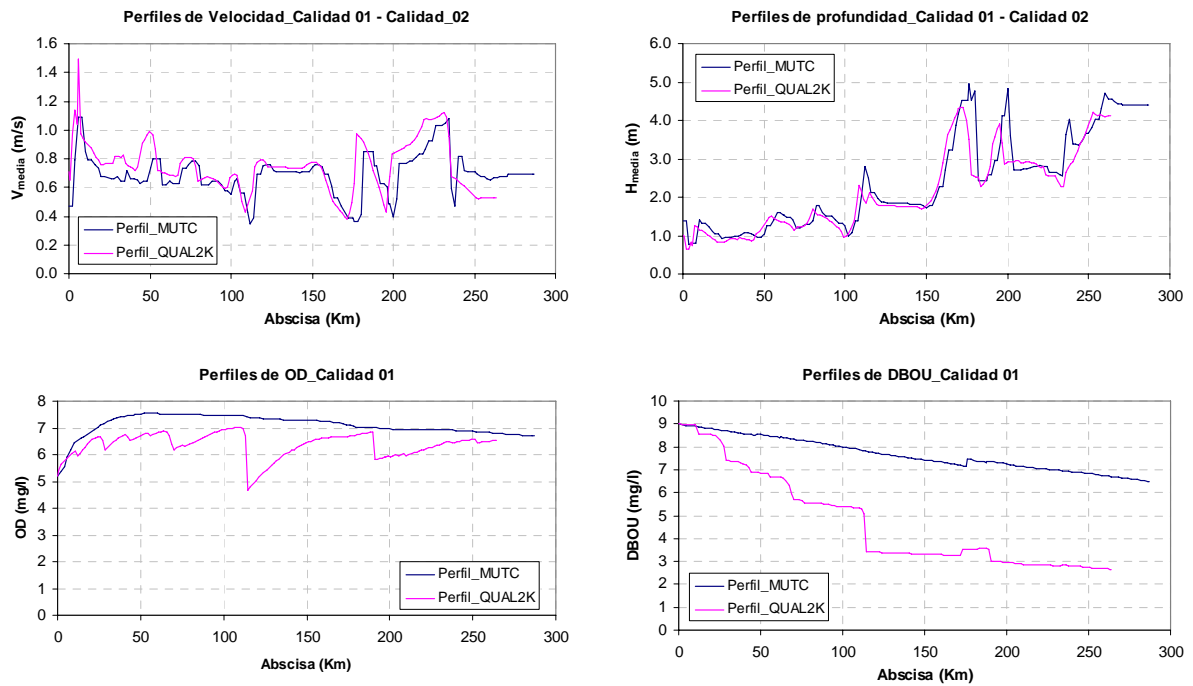 Perfiles de Velocidad_Calidad 01 - Calidad_02
1.6
1.4
1.2
1.0
0.8
0.6
0.4
0.2
0.0
V media (m/s)
Perfil_MUTC
Perfil_QUAL2K
0 50 100 150 200 250 300
Abscisa (Km)
Perfiles de profundidad_Calidad 01 - Calidad 02
6.0
5.0
4.0
3.0
2.0
1.0
0.0
H media (m)
Perfil_MUTC
Perfil_QUAL2K
0 50 100 150 200 250 300
Abscisa (Km)
Perfiles de OD_Calidad 01
8
7
6
5
4
3
2
1
0
OD (mg/l)
Perfil_MUTC
Perfil_QUAL2K
0 50 100 150 200 250 300
Abscisa (Km)
Perfiles de DBOU_Calidad 01
10
9
8
7
6
5
4
3
2
1
0
DBOU (mg/l)
Perfil_MUTC
Perfil_QUAL2K
0 50 100 150 200 250 300
Abscisa (Km)